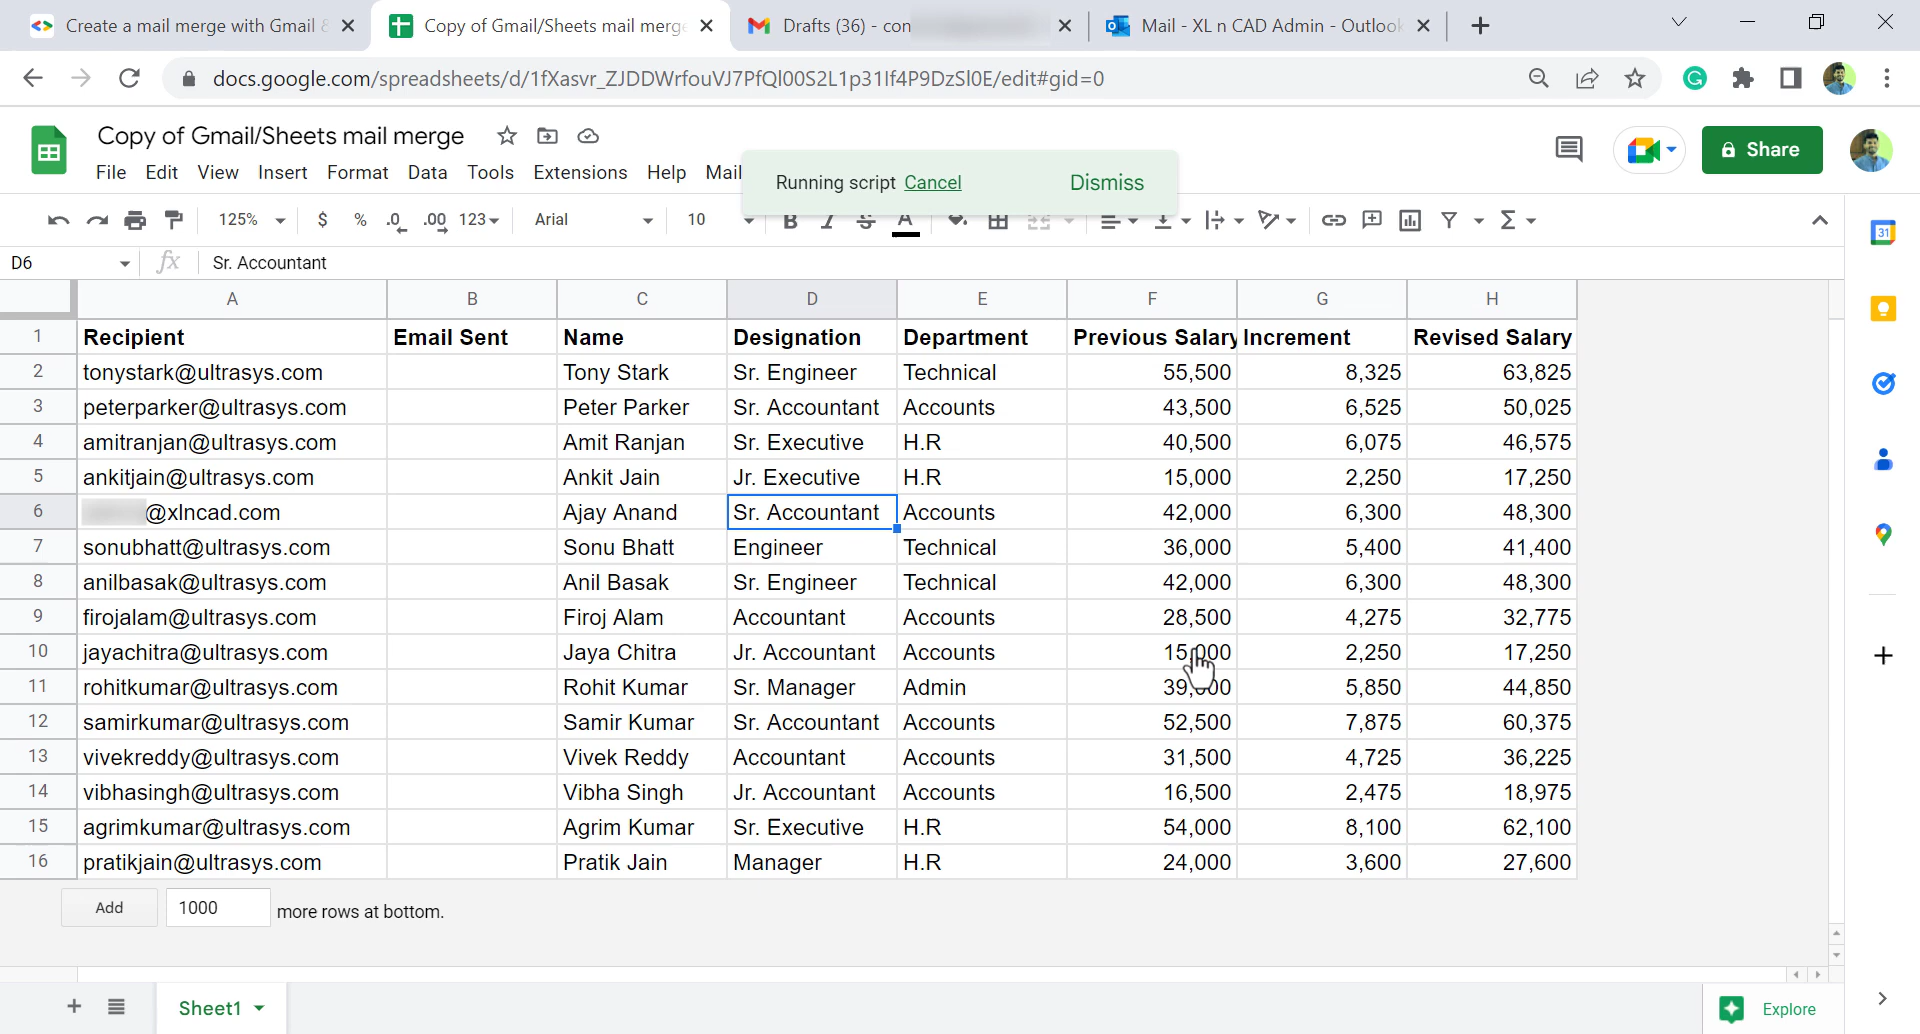 Create a mail merge with Gmail &
Copy of Gmail/Sheets mail merge
Drafts (36) - con
Mail - XL n CAD Admin - Outlook
docs.google.com/spreadsheets/d/1fXasvr_ZJDDWrfouVJ7PfQl00S2L1p31If4P9DzSl0E/edit#gid=0
Copy of Gmail/Sheets mail merge
Share
File Edit View Insert Format Data Tools Extensions Help Mail
Running script Cancel Dismiss
125% $ % .0 .00 123 Arial 10 B I S A
31
D6 fx Sr. Accountant
A B C D E F G H
1 Recipient Email Sent Name Designation Department Previous Salary Increment Revised Salary
2 tonystark@ultrasys.com Tony Stark Sr. Engineer Technical 55,500 8,325 63,825
3 peterparker@ultrasys.com Peter Parker Sr. Accountant Accounts 43,500 6,525 50,025
4 amitranjan@ultrasys.com Amit Ranjan Sr. Executive H.R 40,500 6,075 46,575
5 ankitjain@ultrasys.com Ankit Jain Jr. Executive H.R 15,000 2,250 17,250
6 @xlncad.com Ajay Anand Sr. Accountant Accounts 42,000 6,300 48,300
7 sonubhatt@ultrasys.com Sonu Bhatt Engineer Technical 36,000 5,400 41,400
8 anilbasak@ultrasys.com Anil Basak Sr. Engineer Technical 42,000 6,300 48,300
9 firojalam@ultrasys.com Firoj Alam Accountant Accounts 28,500 4,275 32,775
10 jayachitra@ultrasys.com Jaya Chitra Jr. Accountant Accounts 15,000 2,250 17,250
11 rohitkumar@ultrasys.com Rohit Kumar Sr. Manager Admin 39,000 5,850 44,850
12 samirkumar@ultrasys.com Samir Kumar Sr. Accountant Accounts 52,500 7,875 60,375
13 vivekreddy@ultrasys.com Vivek Reddy Accountant Accounts 31,500 4,725 36,225
14 vibhasingh@ultrasys.com Vibha Singh Jr. Accountant Accounts 16,500 2,475 18,975
15 agrimkumar@ultrasys.com Agrim Kumar Sr. Executive H.R 54,000 8,100 62,100
16 pratikjain@ultrasys.com Pratik Jain Manager H.R 24,000 3,600 27,600
Add 1000 more rows at bottom.
Sheet1
Explore